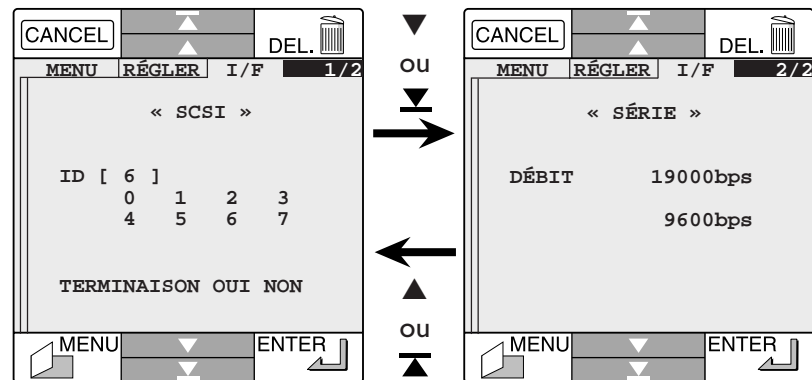 CANCEL
DEL.
MENU RÉGLER I/F 1/2
« SCSI »
ID [ 6 ]
0 1 2 3
4 5 6 7
TERMINAISON OUI NON
MENU
ENTER
ou
ou
CANCEL
DEL.
MENU RÉGLER I/F 2/2
« SÉRIE »
DÉBIT 19000bps
9600bps
MENU
ENTER